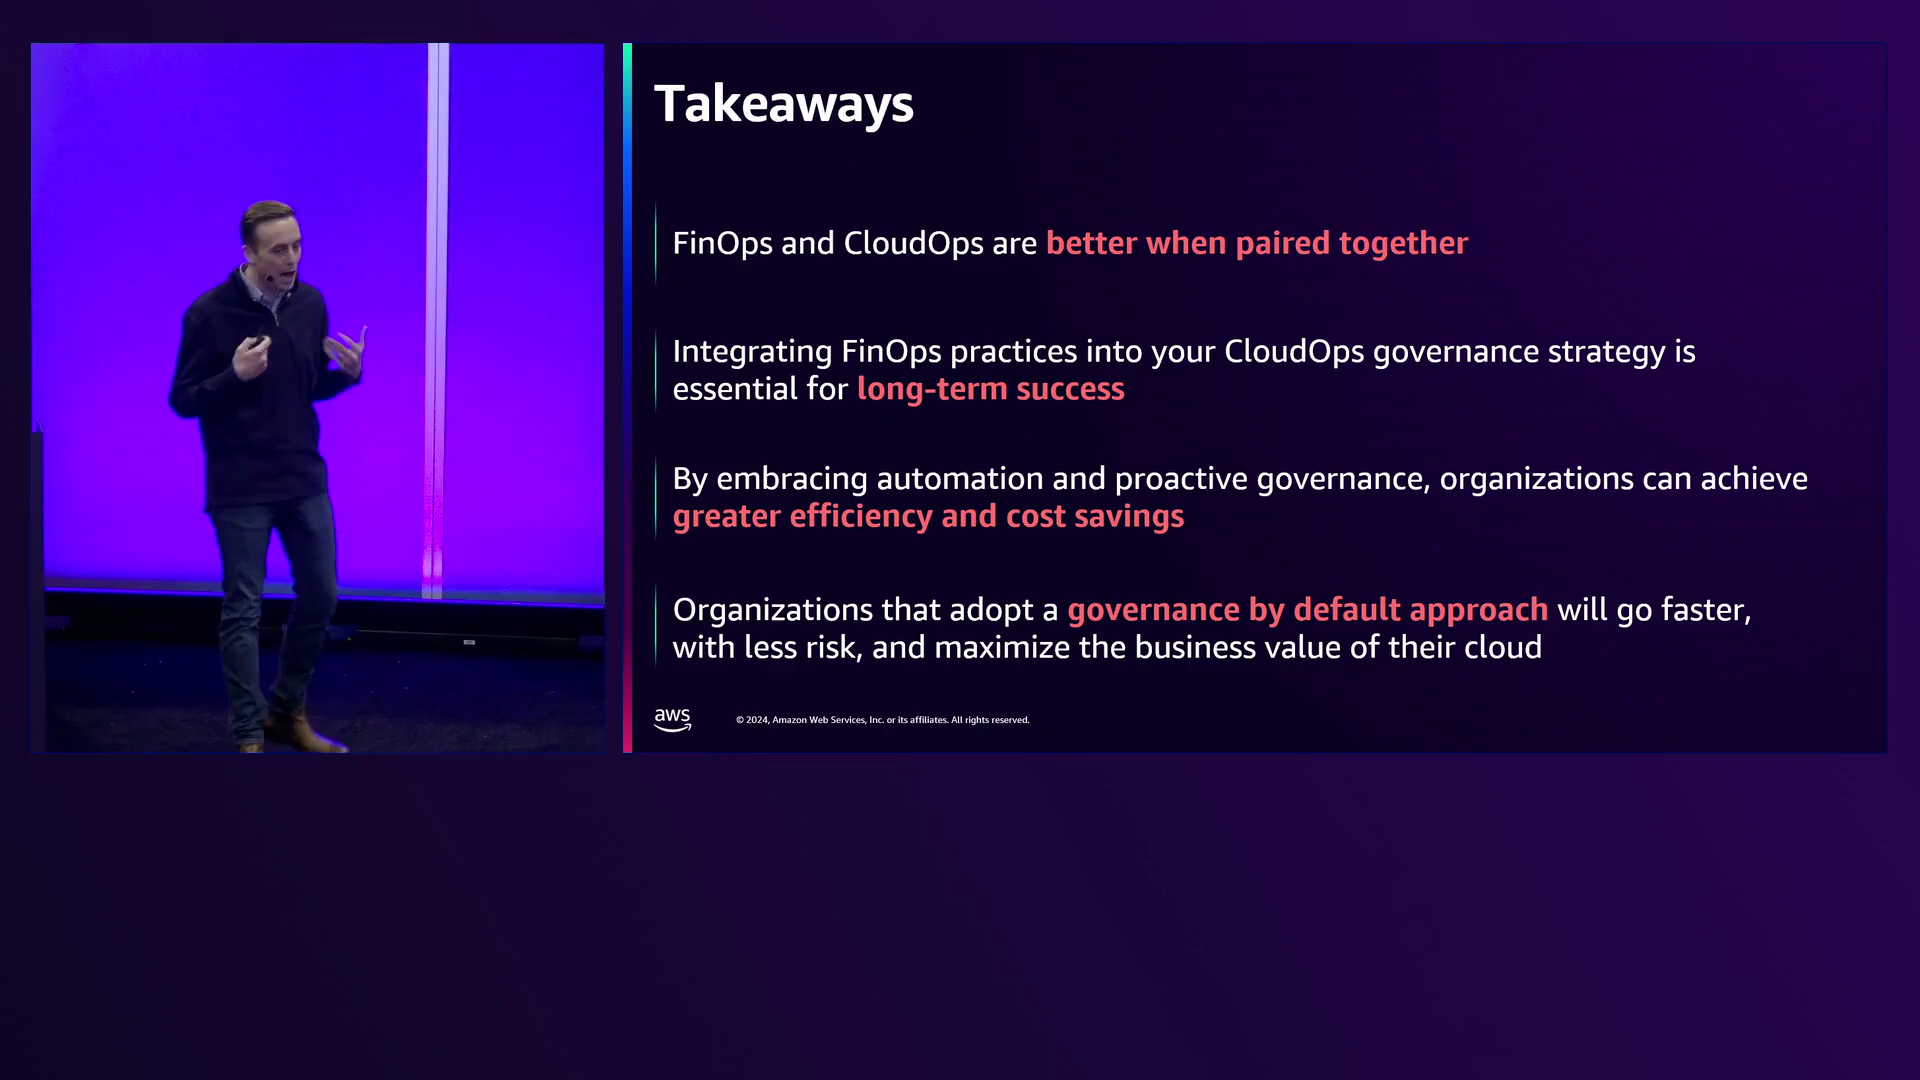 Takeaways
FinOps and CloudOps are better when paired together
Integrating FinOps practices into your CloudOps governance strategy is
essential for long-term success
By embracing automation and proactive governance, organizations can achieve
greater efficiency and cost savings
Organizations that adopt a governance by default approach will go faster,
with less risk, and maximize the business value of their cloud
aws
© 2024, Amazon Web Services, Inc. or its affiliates. All rights reserved.